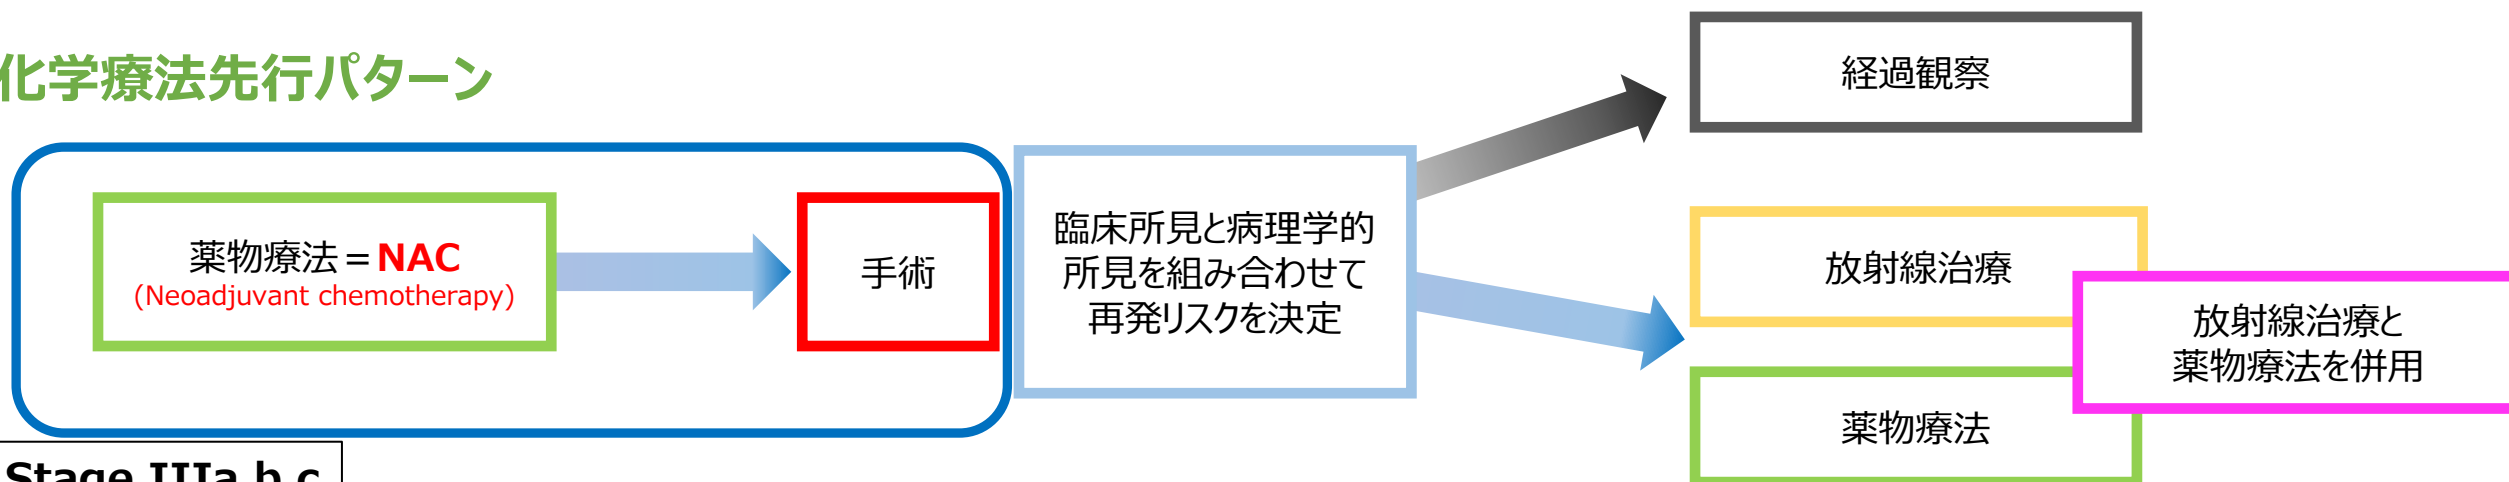 化学療法先行パターン
薬物療法＝NAC
(Neoadjuvant chemotherapy)
手術
臨床所見と病理学的
所見を組み合わせて
再発リスクを決定
経過観察
放射線治療
放射線治療と
薬物療法を併用
薬物療法
Stage IIIa,b,c